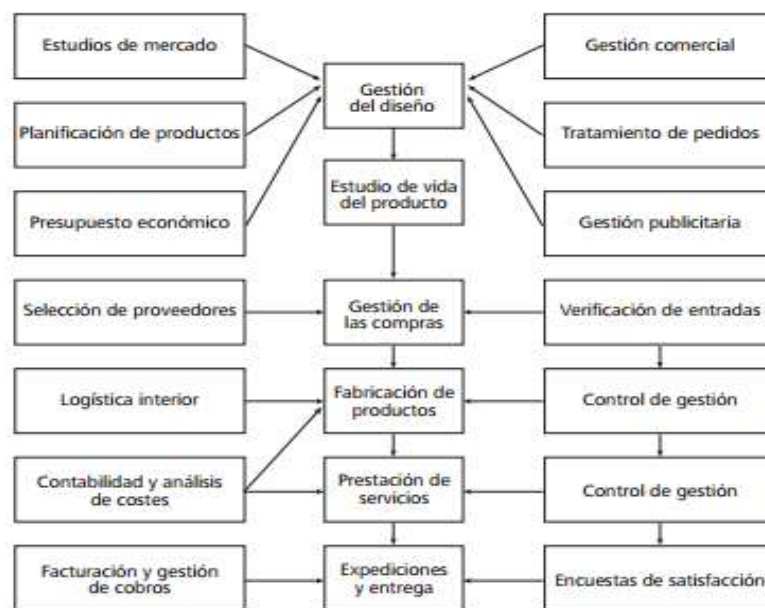 Estudios de mercado
Gestión comercial
Gestión
del diseño
Planificación de productos
Tratamiento de pedidos
Estudio de vida
del producto
Presupuesto económico
Gestión publicitaria
Selección de proveedores
Gestión de
las compras
Verificación de entradas
Logística interior
Fabricación de
productos
Control de gestión
Contabilidad y análisis
de costes
Prestación de
servicios
Control de gestión
Facturación y gestión
de cobros
Expediciones
y entrega
Encuestas de satisfacción